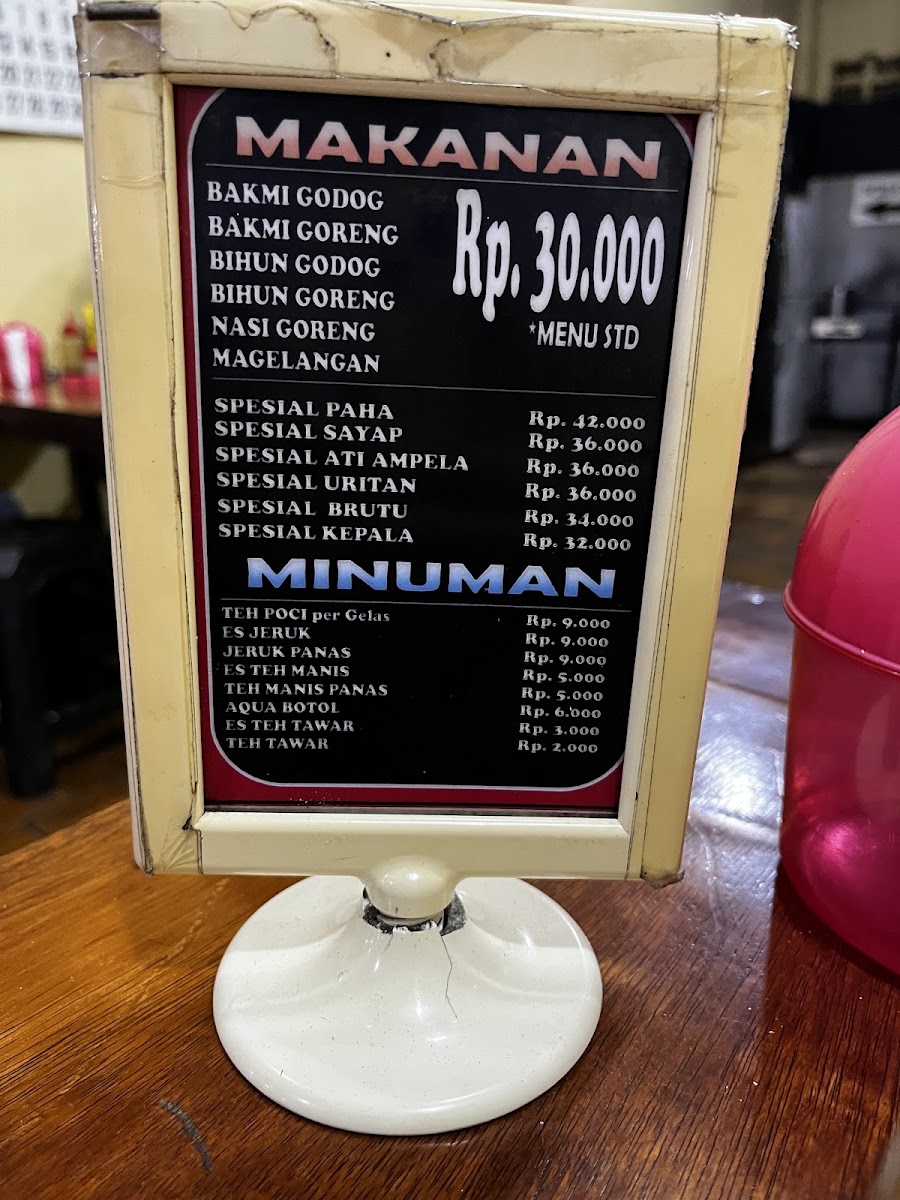 MAKANAN
BAKMI GODOG
BAKMI GORENG
BIHUN GODOG
BIHUN GORENG
NASI GORENG
MAGELANGAN
Rp. 30.000
*MENU STD
SPESIAL PAHA Rp. 42.000
SPESIAL SAYAP Rp. 36.000
SPESIAL ATI AMPELA Rp. 36.000
SPESIAL URITAN Rp. 36.000
SPESIAL BRUTU Rp. 34.000
SPESIAL KEPALA Rp. 32.000
MINUMAN
TEH POCI per Gelas Rp. 9.000
ES JERUK Rp. 9.000
JERUK PANAS Rp. 9.000
ES TEH MANIS Rp. 5.000
TEH MANIS PANAS Rp. 5.000
AQUA BOTOL Rp. 6.000
ES TEH TAWAR Rp. 3.000
TEH TAWAR Rp. 2.000